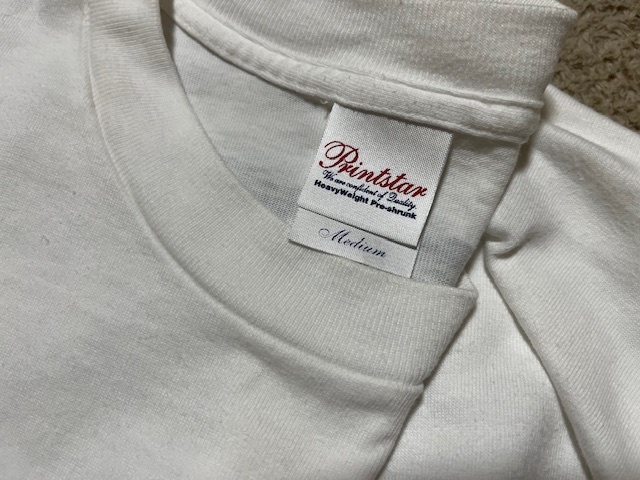 Printstar
We are confident of Quality.
HeavyWeight Pre-shrunk
Medium